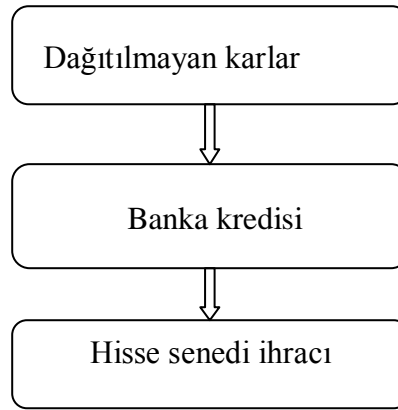 Dağıtılmayan karlar
Banka kredisi
Hisse senedi ihracı